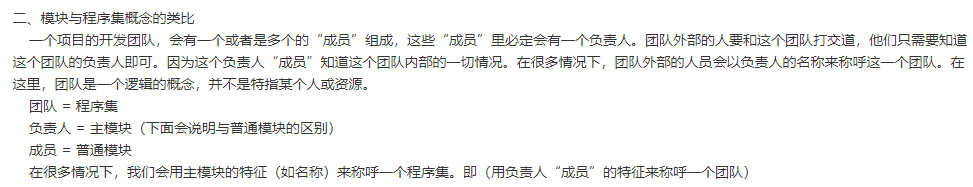 二、模块与程序集概念的类比
一个项目的开发团队，会有一个或者是多个的“成员”组成，这些“成员”里必定会有一个负责人。团队外部的人要和这个团队打交道，他们只需要知道
这个团队的负责人即可。因为这个负责人“成员”知道这个团队内部的一切情况。在很多情况下，团队外部的人员会以负责人的名称来称呼这一个团队。在
这里，团队是一个逻辑的概念，并不是特指某个人或资源。
团队 = 程序集
负责人 = 主模块（下面会说明与普通模块的区别）
成员 = 普通模块
在很多情况下，我们会用主模块的特征（如名称）来称呼一个程序集。即（用负责人“成员”的特征来称呼一个团队）